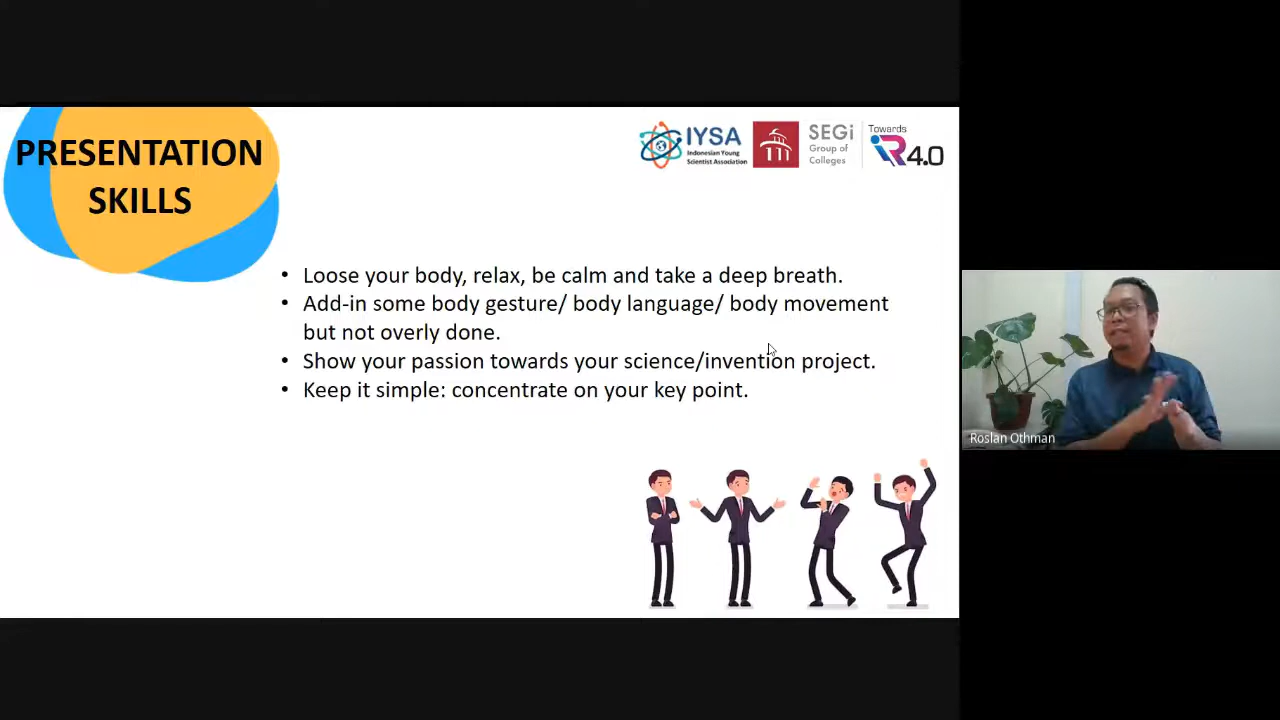 PRESENTATION
SKILLS
IYSA
Indonesian Young
Scientist Association
SEGi
Group of
Colleges
Towards
iR4.0
• Loose your body, relax, be calm and take a deep breath.
• Add-in some body gesture/ body language/ body movement
but not overly done.
• Show your passion towards your science/invention project.
• Keep it simple: concentrate on your key point.
Roslan Othman